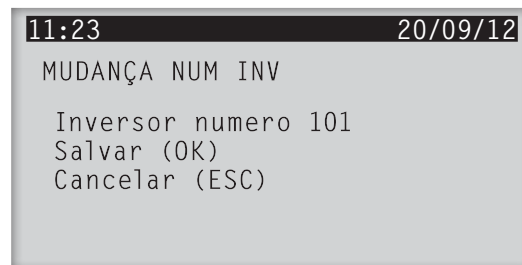 11:23 20/09/12
MUDANÇA NUM INV
Inversor numero 101
Salvar (OK)
Cancelar (ESC)